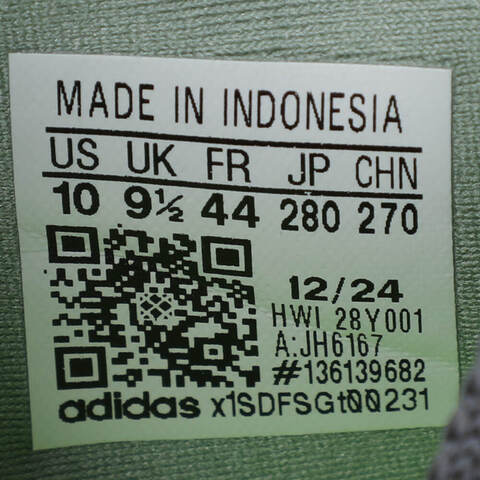 MADE IN INDONESIA
US UK FR JP CHN
10 9½ 44 280 270
12/24
HWI 28Y001
A:JH6167
#136139682
adidas x1SDFSGt00231